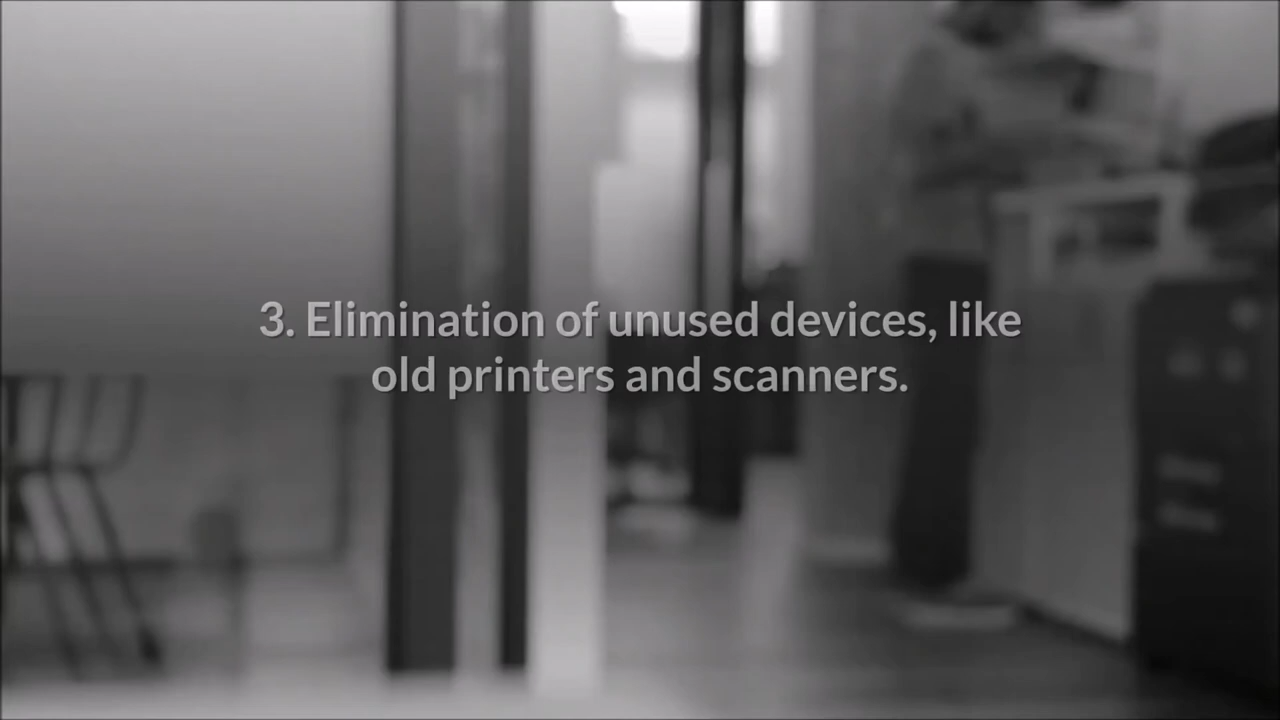 3. Elimination of unused devices, like
old printers and scanners.